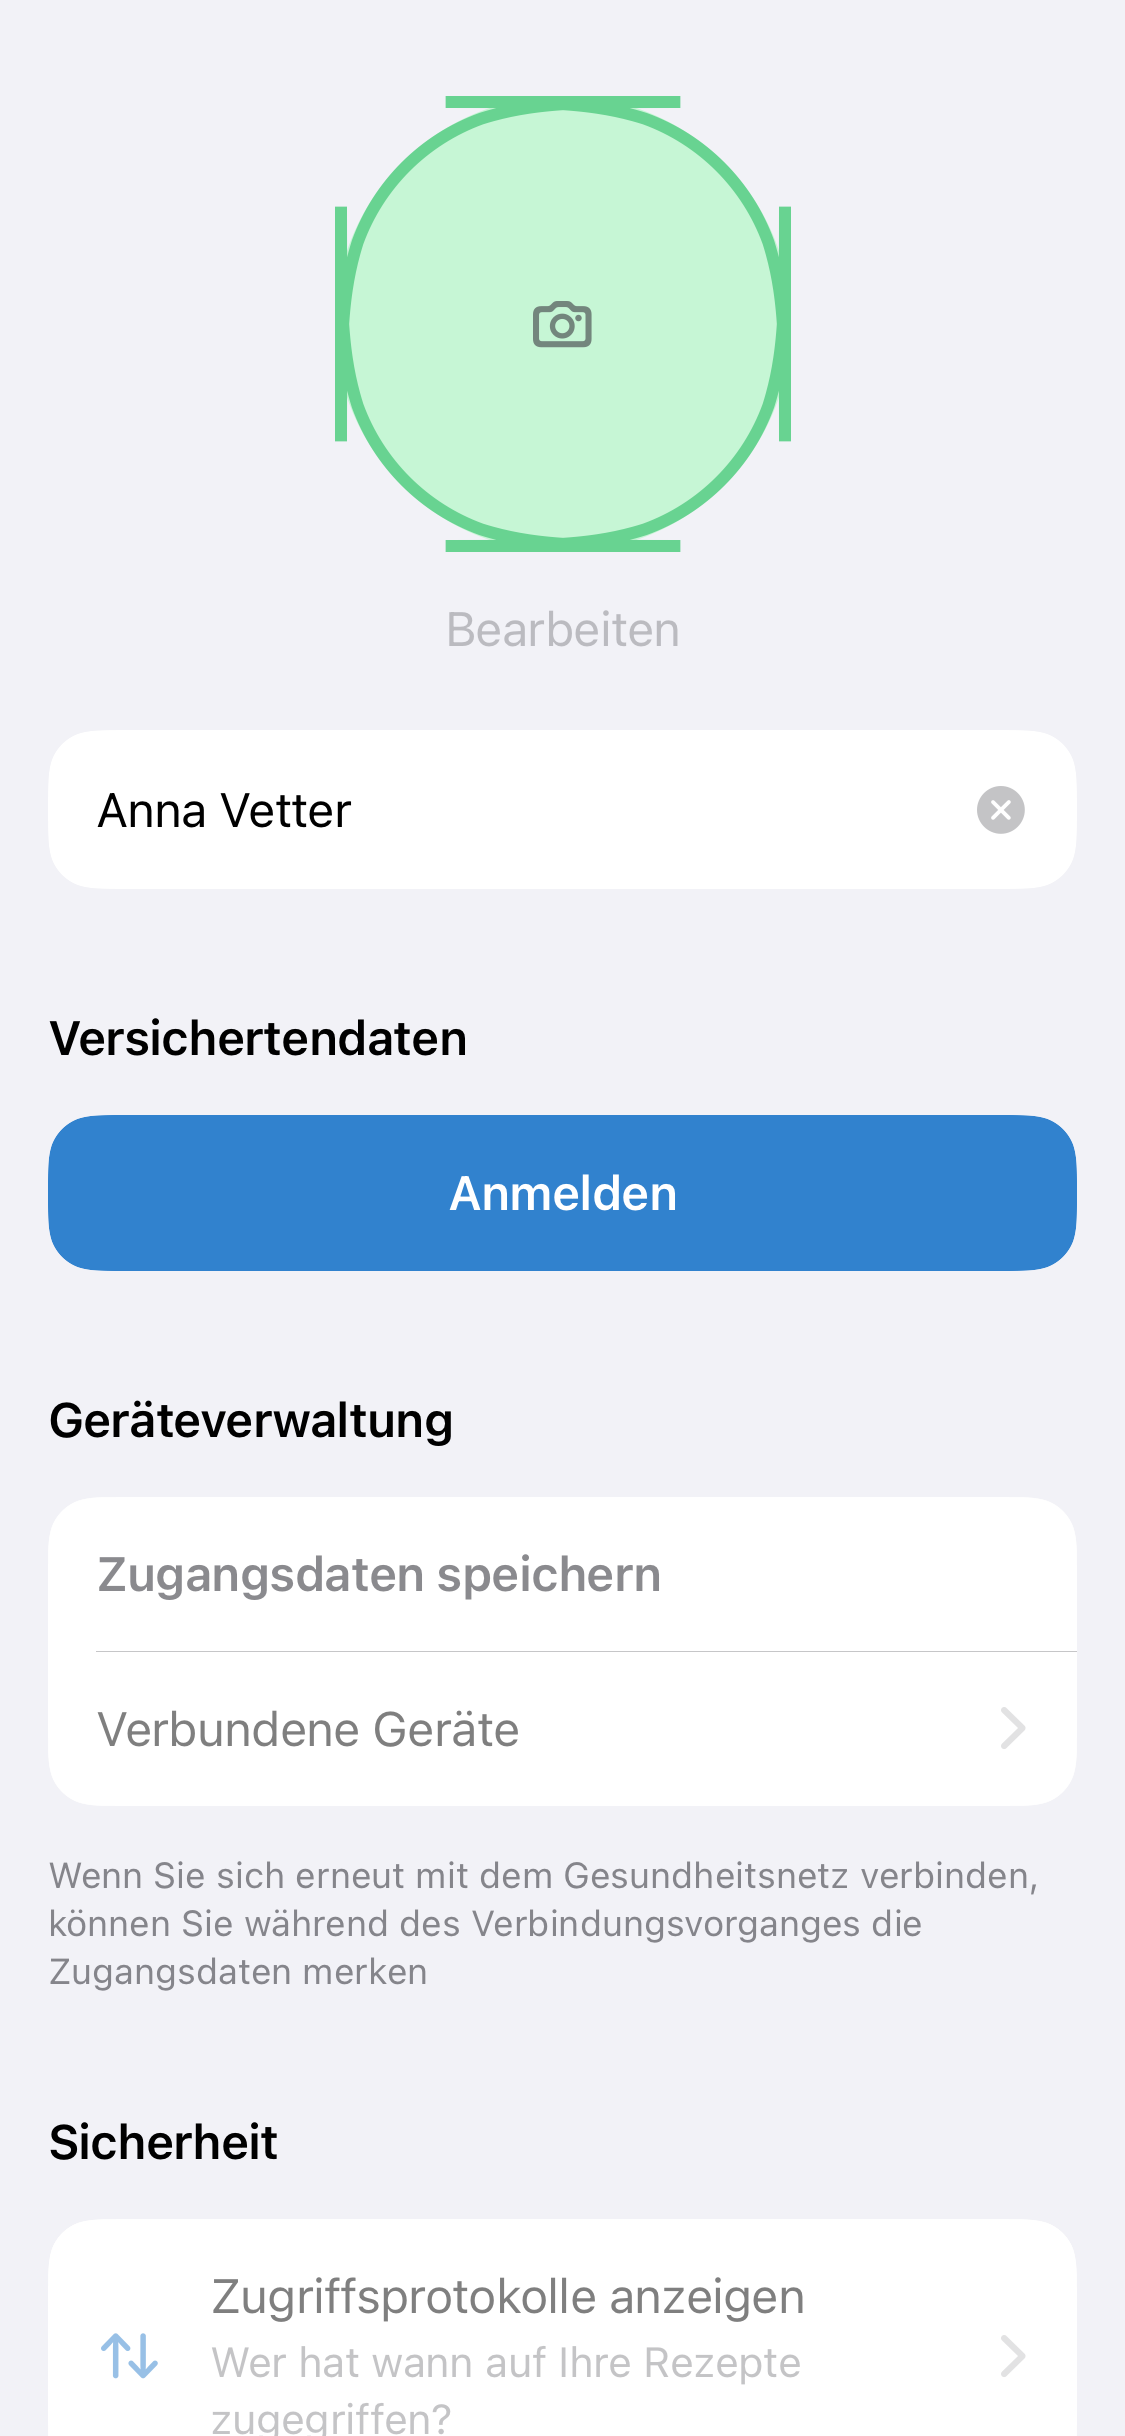 Bearbeiten
Anna Vetter
Versichertendaten
Anmelden
Geräteverwaltung
Zugangsdaten speichern
Verbundene Geräte
Wenn Sie sich erneut mit dem Gesundheitsnetz verbinden,
können Sie während des Verbindungsvorganges die
Zugangsdaten merken
Sicherheit
Zugriffsprotokolle anzeigen
Wer hat wann auf Ihre Rezepte
zugegriffen?